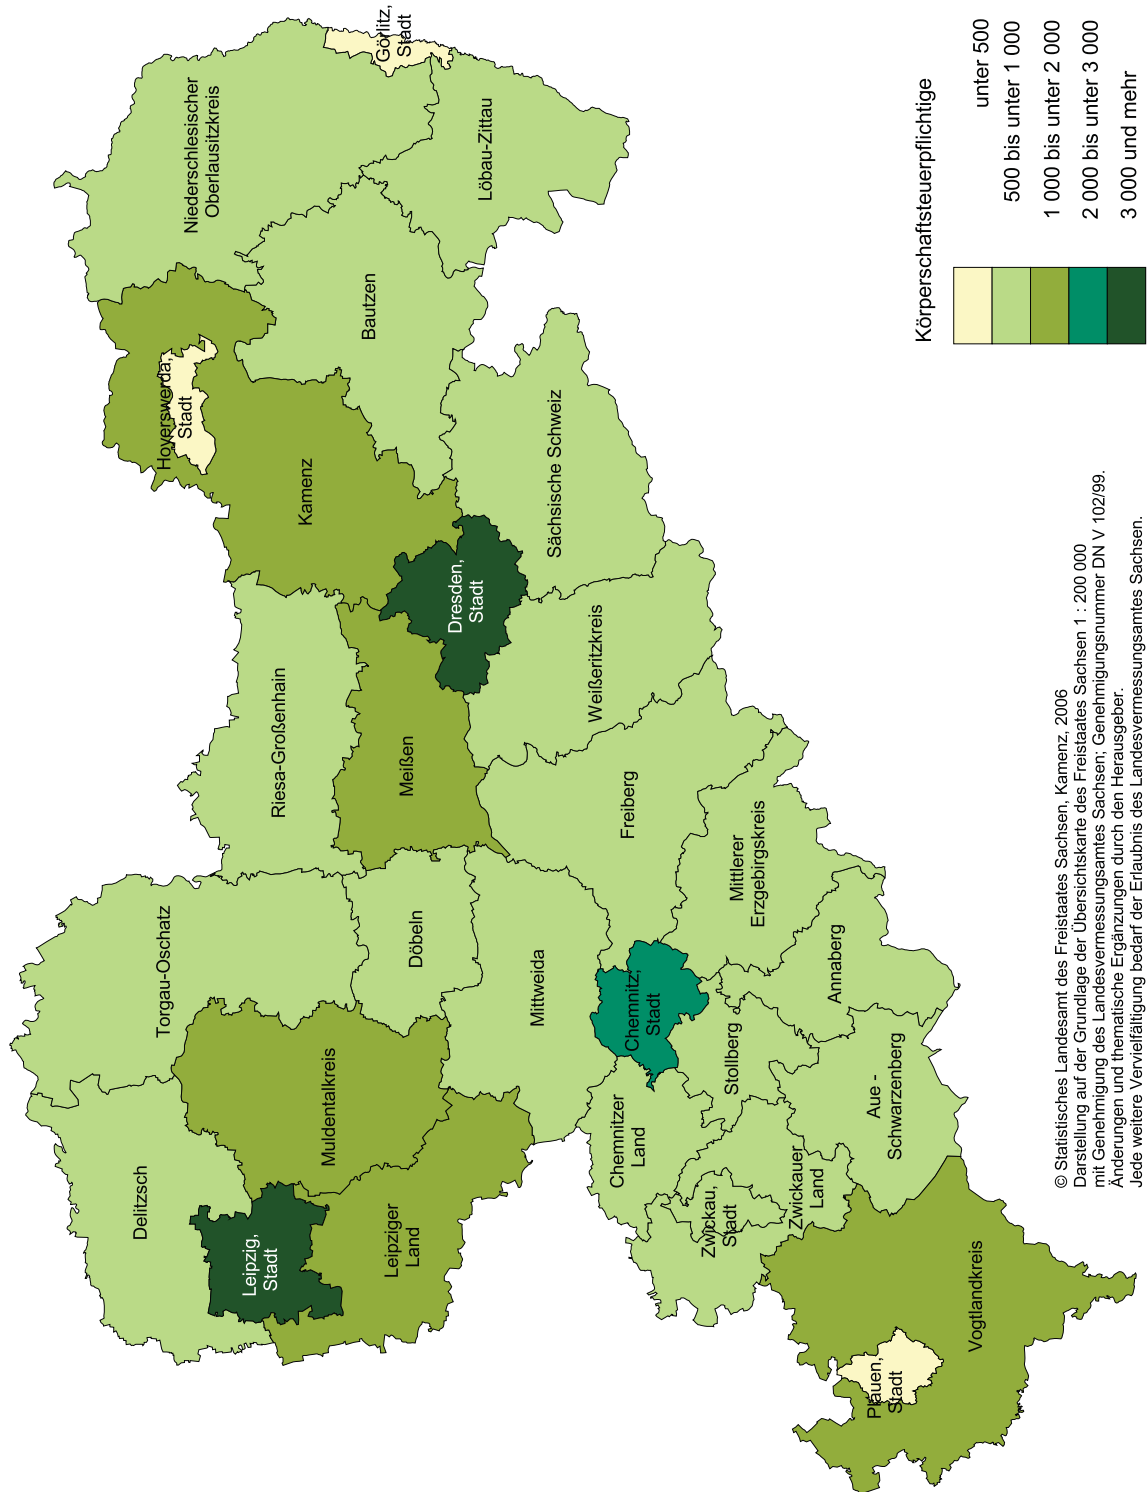 Delitzsch
Torgau-Oschatz
Leipzig,
Stadt
Muldentalkreis
Leipziger
Land
Döbeln
Riesa-Großenhain
Meißen
Kamenz
Hoyerswerda,
Stadt
Niederschlesischer
Oberlausitzkreis
Görlitz,
Stadt
Bautzen
Löbau-Zittau
Dresden,
Stadt
Sächsische Schweiz
Weißeritzkreis
Freiberg
Mittweida
Chemnitz,
Stadt
Mittlerer
Erzgebirgskreis
Annaberg
Stollberg
Chemnitzer
Land
Zwickau,
Stadt
Zwickauer
Land
Aue -
Schwarzenberg
Vogtlandkreis
Plauen,
Stadt
Körperschaftsteuerpflichtige
unter 500
500 bis unter 1 000
1 000 bis unter 2 000
2 000 bis unter 3 000
3 000 und mehr
© Statistisches Landesamt des Freistaates Sachsen, Kamenz, 2006
Darstellung auf der Grundlage der Übersichtskarte des Freistaates Sachsen 1 : 200 000
mit Genehmigung des Landesvermessungsamtes Sachsen; Genehmigungsnummer DN V 102/99.
Änderungen und thematische Ergänzungen durch den Herausgeber.
Jede weitere Vervielfältigung bedarf der Erlaubnis des Landesvermessungsamtes Sachsen.